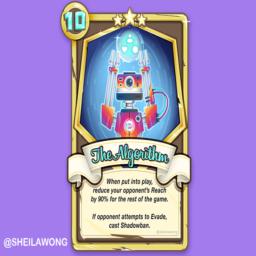 10
The Algorithm
When put into play,
reduce your opponent's Reach
by 90% for the rest of the game.
If opponent attempts to Evade,
cast Shadowban.
@SHEILAWONG